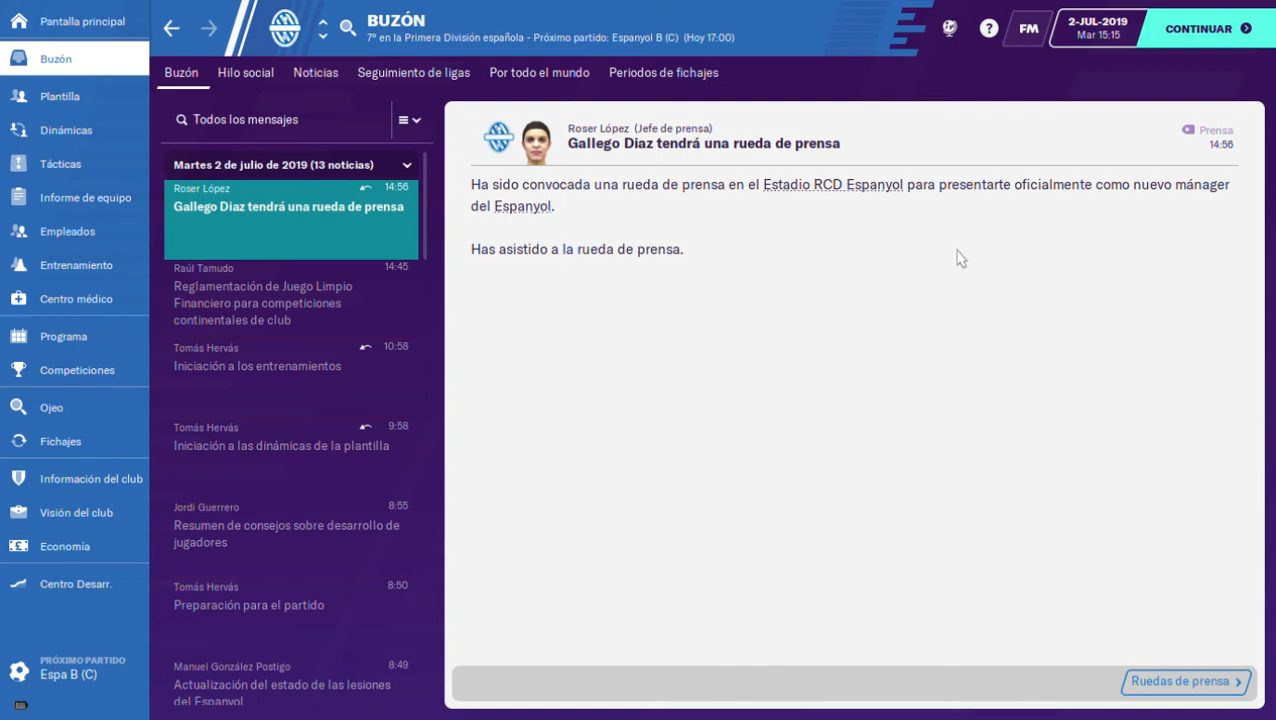 Pantalla principal
Buzón
Plantilla
Dinámicas
Tácticas
Informe de equipo
Empleados
Entrenamiento
Centro médico
Programa
Competiciones
Ojeo
Fichajes
Información del club
Visión del club
Economía
Centro Desarr.
PRÓXIMO PARTIDO
Espa B (C)
BUZÓN
7º en la Primera División española - Próximo partido: Espanyol B (C) (Hoy 17:00)
?
FM
2-JUL-2019
Mar 15:15
CONTINUAR
Buzón Hilo social Noticias Seguimiento de ligas Por todo el mundo Periodos de fichajes
Todos los mensajes
Martes 2 de julio de 2019 (13 noticias)
Roser López 14:56
Gallego Diaz tendrá una rueda de prensa
Raúl Tamudo 14:45
Reglamentación de Juego Limpio
Financiero para competiciones
continentales de club
Tomás Hervás 10:58
Iniciación a los entrenamientos
Tomás Hervás 9:58
Iniciación a las dinámicas de la plantilla
Jordi Guerrero 8:55
Resumen de consejos sobre desarrollo de
jugadores
Tomás Hervás 8:50
Preparación para el partido
Manuel González Postigo 8:49
Actualización del estado de las lesiones
del Espanyol
Roser López (Jefe de prensa)
Gallego Diaz tendrá una rueda de prensa
Prensa
14:56
Ha sido convocada una rueda de prensa en el Estadio RCD Espanyol para presentarte oficialmente como nuevo mánager
del Espanyol.
Has asistido a la rueda de prensa.
Ruedas de prensa